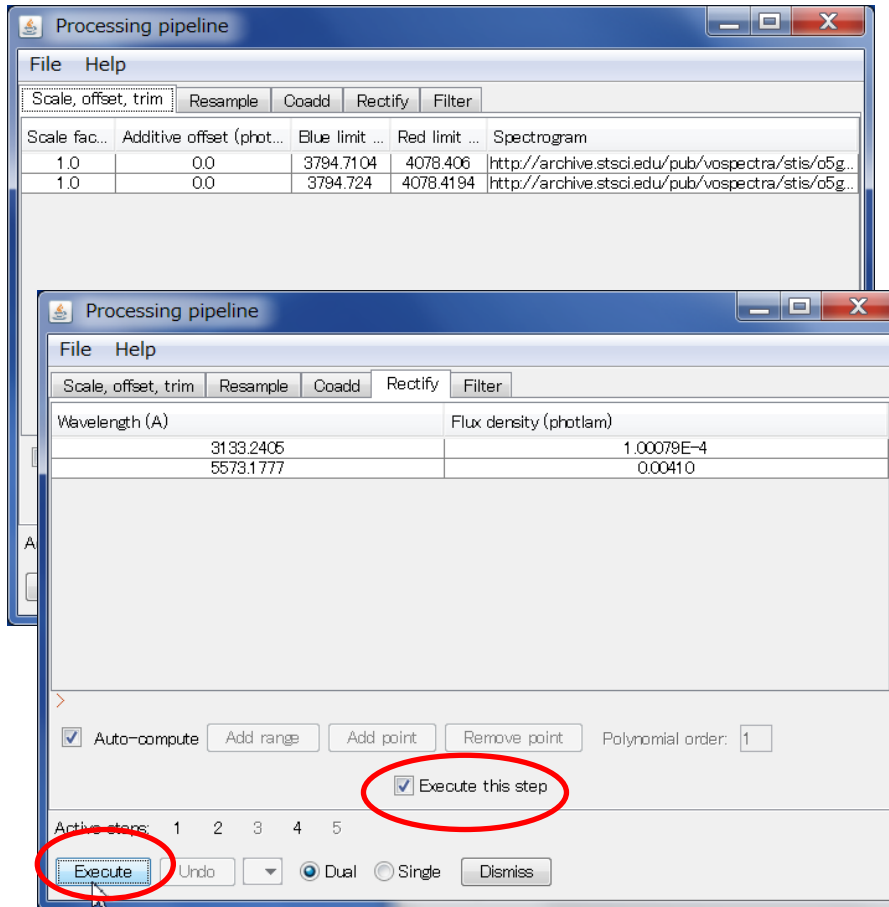 Processing pipeline
File Help
Scale, offset, trim Resample Coadd Rectify Filter
Scale fac... Additive offset (phot... Blue limit ... Red limit ... Spectrogram
1.0 0.0 3794.7104 4078.406 http://archive.stsci.edu/pub/vospectra/stis/o5g...
1.0 0.0 3794.724 4078.4194 http://archive.stsci.edu/pub/vospectra/stis/o5g...
Processing pipeline
File Help
Scale, offset, trim Resample Coadd Rectify Filter
Wavelength (A) Flux density (photlam)
3133.2405 1.00079E-4
5573.1777 0.00410
>
Auto-compute Add range Add point Remove point Polynomial order: 1
Execute this step
Active steps: 1 2 3 4 5
Execute Undo Dual Single Dismiss